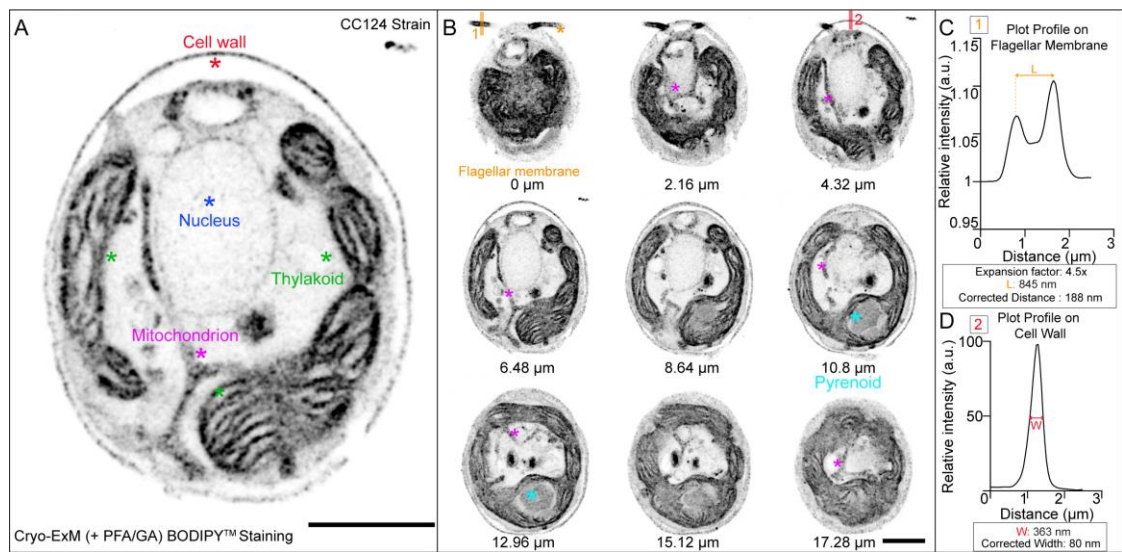 A
CC124 Strain
Cell wall
*
*
Nucleus
*
*
Thylakoid
Mitochondrion
*
*
Cryo-ExM (+ PFA/GA) BODIPY™ Staining
B
1
*
2
*
*
Flagellar membrane
0 µm
2.16 µm
4.32 µm
*
*
*
6.48 µm
8.64 µm
10.8 µm
Pyrenoid
*
*
*
12.96 µm
15.12 µm
17.28 µm
C
1
Plot Profile on
Flagellar Membrane
Relative intensity (a.u.)
1.15
1.10
1.05
1
0.95
L
0
1
2
3
Distance (µm)
Expansion factor: 4.5x
L: 845 nm
Corrected Distance : 188 nm
D
2
Plot Profile on
Cell Wall
Relative intensity (a.u.)
100
50
W
0
1
2
3
Distance (µm)
W: 363 nm
Corrected Width: 80 nm